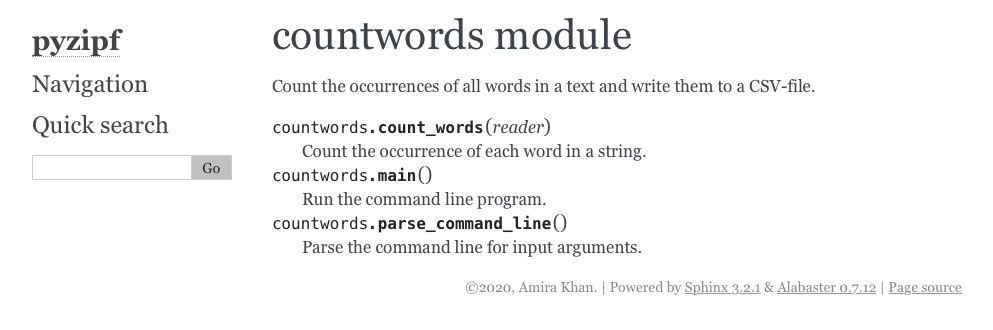 pyzipf
Navigation
Quick search
Go
countwords module
Count the occurrences of all words in a text and write them to a CSV-file.
countwords.count_words(reader)
Count the occurrence of each word in a string.
countwords.main()
Run the command line program.
countwords.parse_command_line()
Parse the command line for input arguments.
©2020, Amira Khan. | Powered by Sphinx 3.2.1 & Alabaster 0.7.12 | Page source